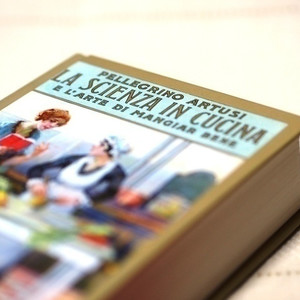 PELLEGRINO ARTUSI
LA SCIENZA IN CUCINA
E L'ARTE DI MANGIAR BENE